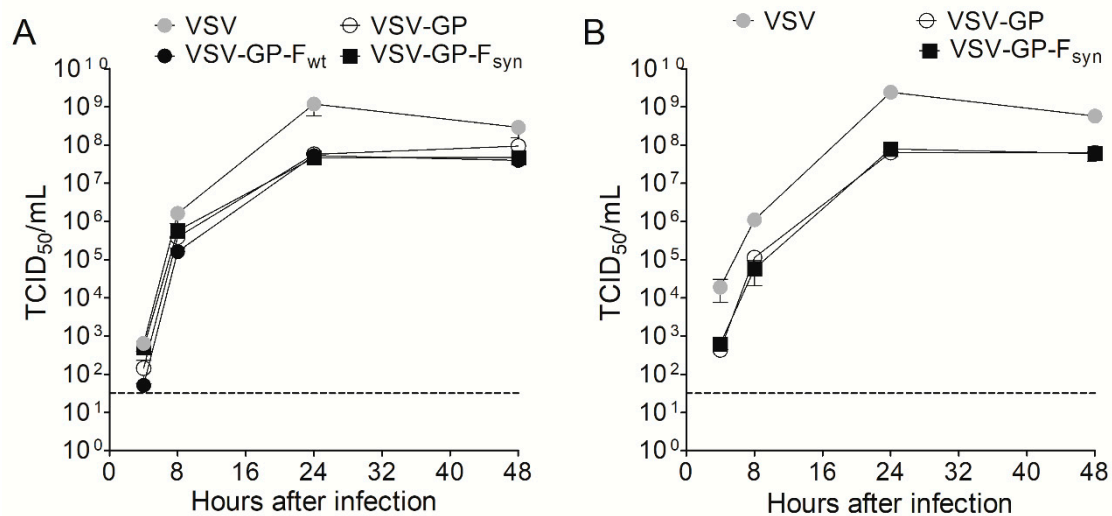 A
VSV
VSV-GP
VSV-GP-Fwt
VSV-GP-Fsyn
TCID50/mL
10^10
10^9
10^8
10^7
10^6
10^5
10^4
10^3
10^2
10^1
10^0
0 8 16 24 32 40 48
Hours after infection
B
VSV
VSV-GP
VSV-GP-Fsyn
TCID50/mL
10^10
10^9
10^8
10^7
10^6
10^5
10^4
10^3
10^2
10^1
10^0
0 8 16 24 32 40 48
Hours after infection